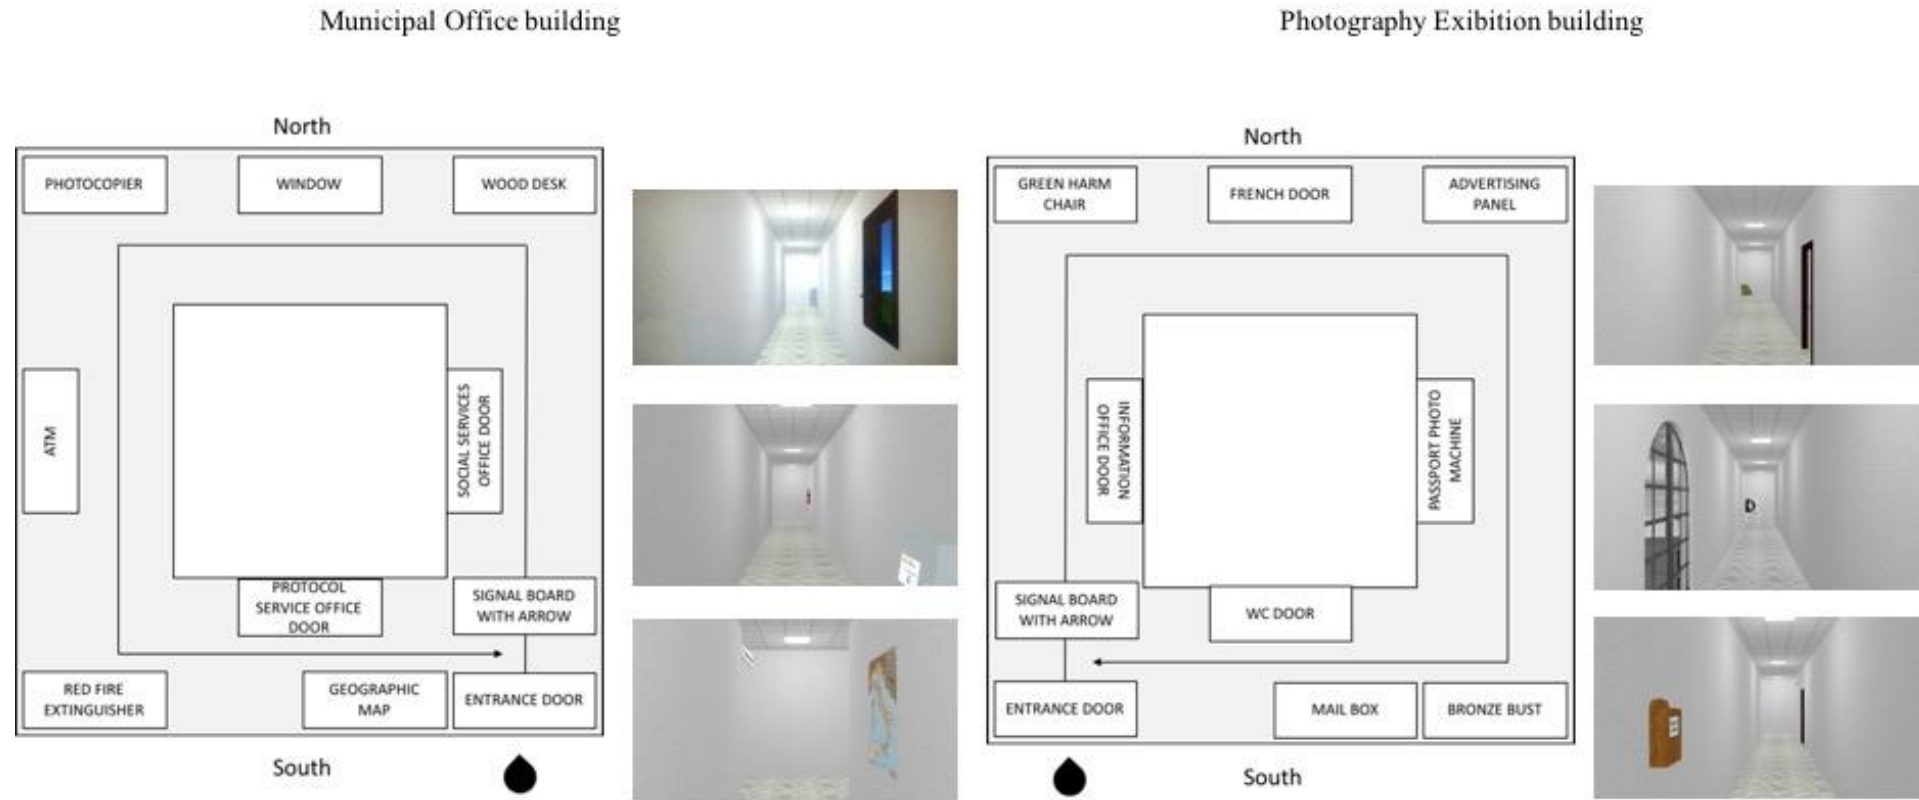 Municipal Office building
North
PHOTOCOPIER
WINDOW
WOOD DESK
ATM
SOCIAL SERVICES
OFFICE DOOR
PROTOCOL
SERVICE OFFICE
DOOR
SIGNAL BOARD
WITH ARROW
RED FIRE
EXTINGUISHER
GEOGRAPHIC
MAP
ENTRANCE DOOR
South
Photography Exibition building
North
GREEN HARM
CHAIR
FRENCH DOOR
ADVERTISING
PANEL
INFORMATION
OFFICE DOOR
PASSPORT PHOTO
MACHINE
SIGNAL BOARD
WITH ARROW
WC DOOR
ENTRANCE DOOR
MAIL BOX
BRONZE BUST
South